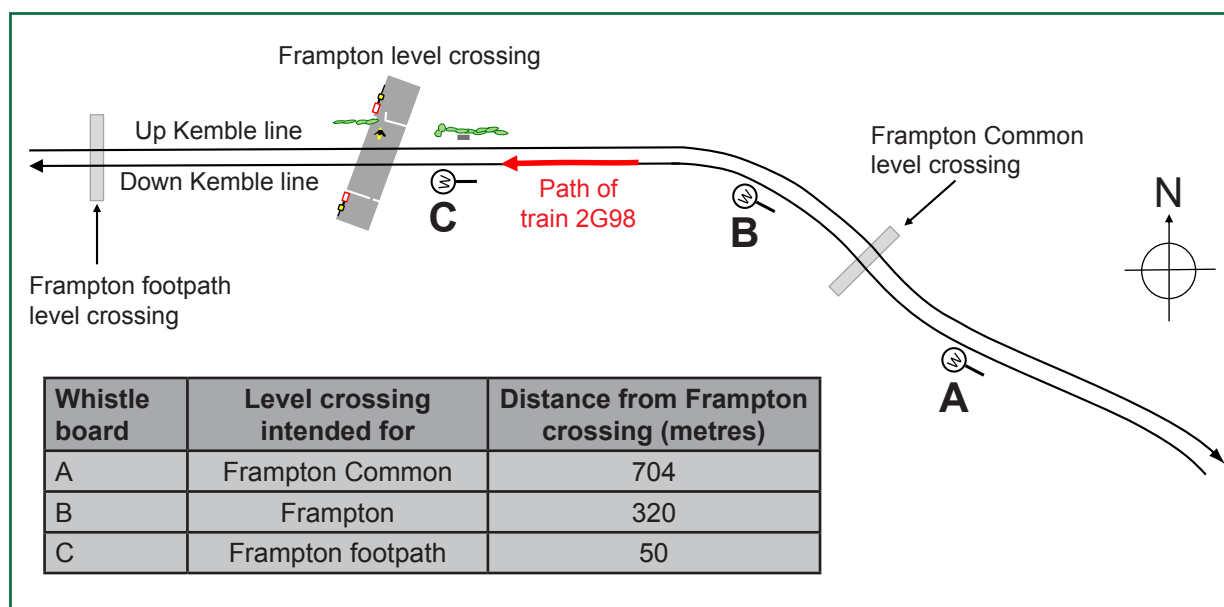 Frampton level crossing
Up Kemble line
Down Kemble line
Frampton Common
level crossing
Path of
train 2G98
C
W
B
W
N
Frampton footpath
level crossing
W
A
Whistle board | Level crossing intended for | Distance from Frampton crossing (metres)
A | Frampton Common | 704
B | Frampton | 320
C | Frampton footpath | 50